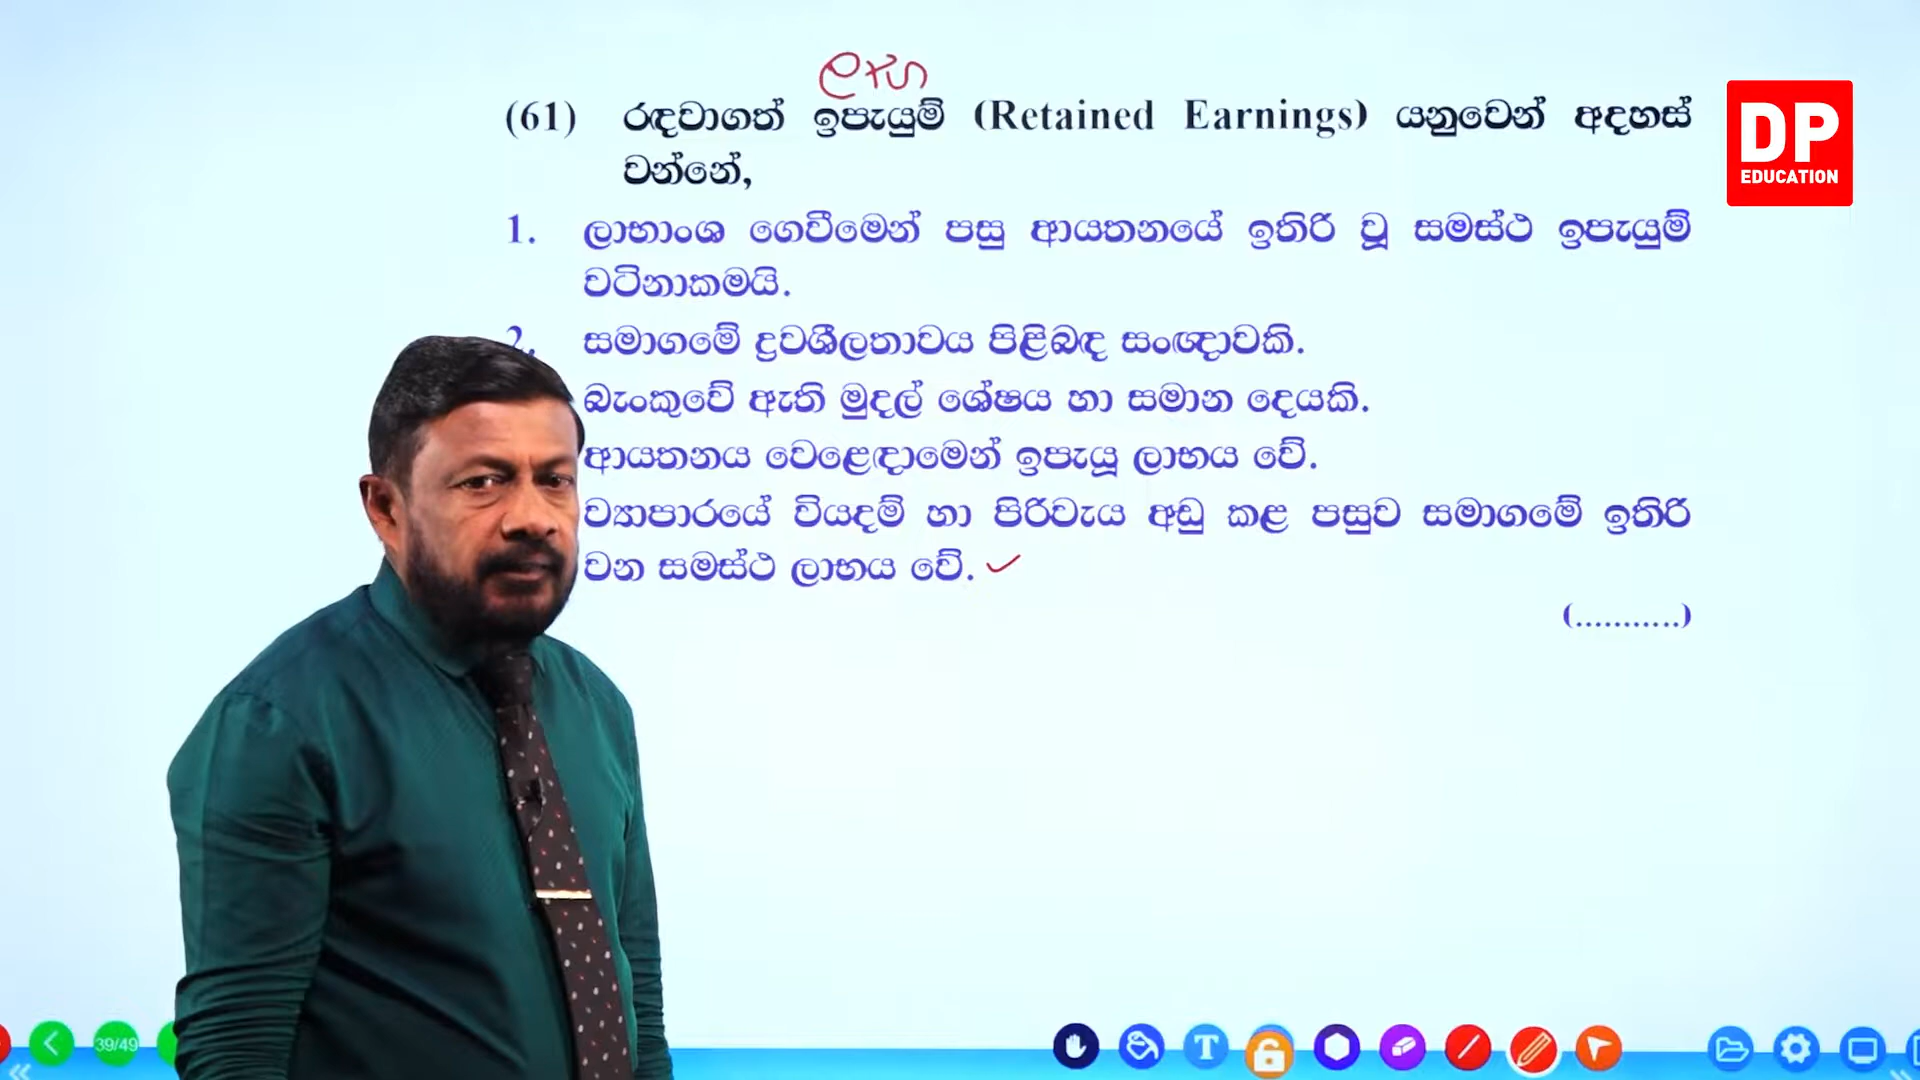 ලාභ
(61) රඳවාගත් ඉපැයුම් (Retained Earnings) යනුවෙන් අදහස්
වන්නේ,
1. ලාභාංශ ගෙවීමෙන් පසු ආයතනයේ ඉතිරි වූ සමස්ථ ඉපැයුම්
වටිනාකමයි.
2. සමාගමේ ද්‍රවශීලතාවය පිළිබඳ සංඥාවකි.
බැංකුවේ ඇති මුදල් ශේෂය හා සමාන දෙයකි.
ආයතනය වෙළෙඳාමෙන් ඉපැයූ ලාභය වේ.
ව්‍යාපාරයේ වියදම් හා පිරිවැය අඩු කළ පසුව සමාගමේ ඉතිරි
වන සමස්ථ ලාභය වේ.
(...........)
DP
EDUCATION
39/49
T